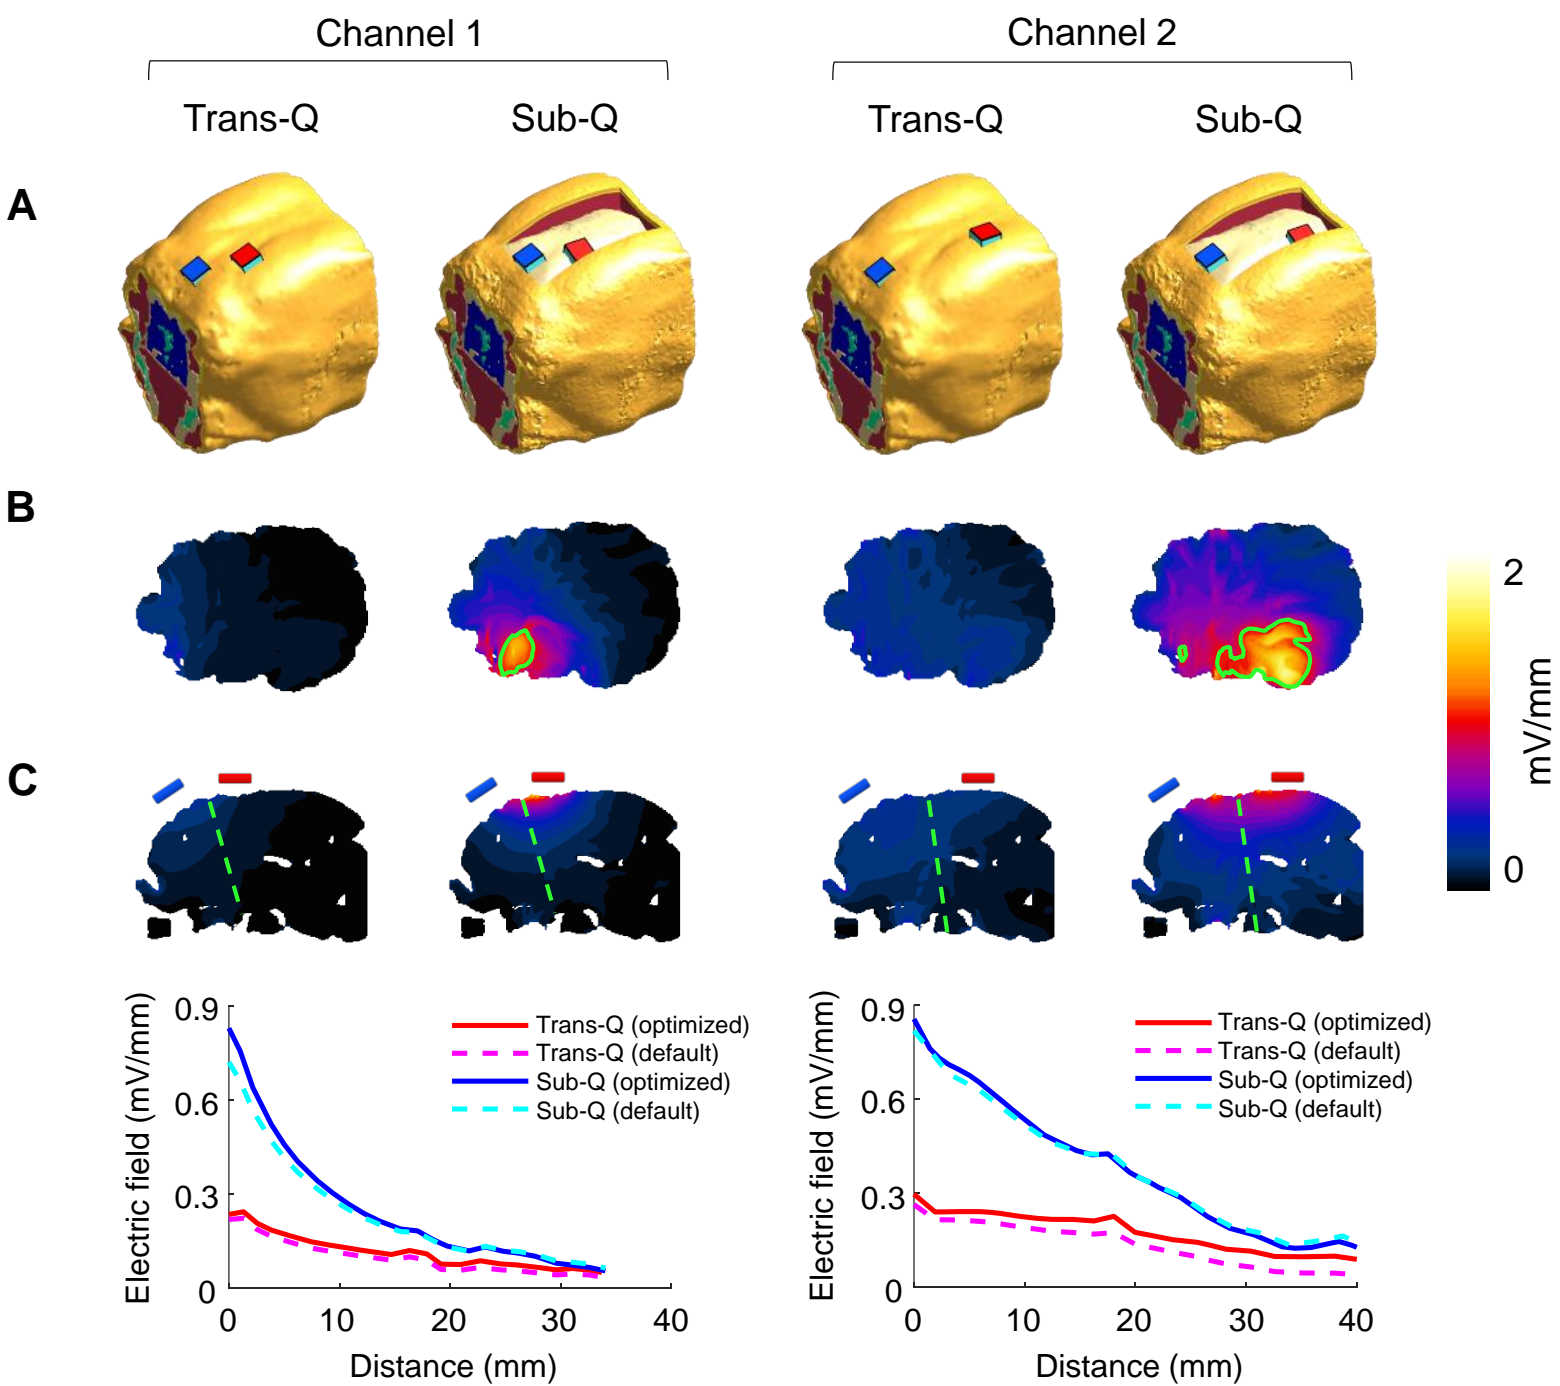 Channel 1
Channel 2
Trans-Q
Sub-Q
Trans-Q
Sub-Q
A
B
2
mV/mm
0
C
Electric field (mV/mm)
0.9
0.6
0.3
0
0
10
20
30
40
Distance (mm)
Trans-Q (optimized)
Trans-Q (default)
Sub-Q (optimized)
Sub-Q (default)
Electric field (mV/mm)
0.9
0.6
0.3
0
0
10
20
30
40
Distance (mm)
Trans-Q (optimized)
Trans-Q (default)
Sub-Q (optimized)
Sub-Q (default)